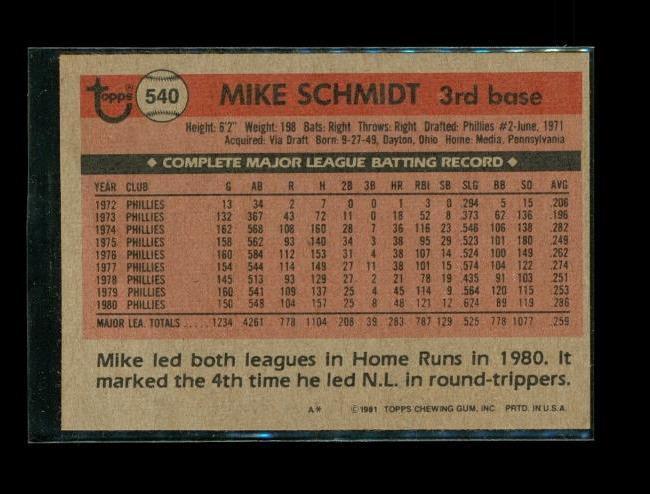 Topps 540 MIKE SCHMIDT 3rd base
Height: 6'2" Weight: 198 Bats: Right Throws: Right Drafted: Phillies #2-June, 1971
Acquired: Via Draft Born: 9-27-49, Dayton, Ohio Home: Media, Pennsylvania
◆ COMPLETE MAJOR LEAGUE BATTING RECORD ◆
YEAR CLUB G AB R H 2B 3B HR RBI SB SLG BB SO AVG
1972 PHILLIES 13 34 2 7 0 0 1 3 0 .294 5 15 .206
1973 PHILLIES 132 367 43 72 11 0 18 52 8 .373 62 136 .196
1974 PHILLIES 162 568 108 160 28 7 36 116 23 .546 106 138 .282
1975 PHILLIES 158 562 93 140 34 3 38 95 29 .523 101 180 .249
1976 PHILLIES 160 584 112 153 31 4 38 107 14 .524 100 149 .262
1977 PHILLIES 154 544 114 149 27 11 38 101 15 .574 104 122 .274
1978 PHILLIES 145 513 93 129 27 2 21 78 19 .435 91 103 .251
1979 PHILLIES 160 541 109 137 25 4 45 114 9 .564 120 115 .253
1980 PHILLIES 150 548 104 157 25 8 48 121 12 .624 89 119 .286
MAJOR LEA. TOTALS ..... 1234 4261 778 1104 208 39 283 787 129 .525 778 1077 .259
Mike led both leagues in Home Runs in 1980. It
marked the 4th time he led N.L. in round-trippers.
A* ©1981 TOPPS CHEWING GUM, INC. PRTD. IN U.S.A.